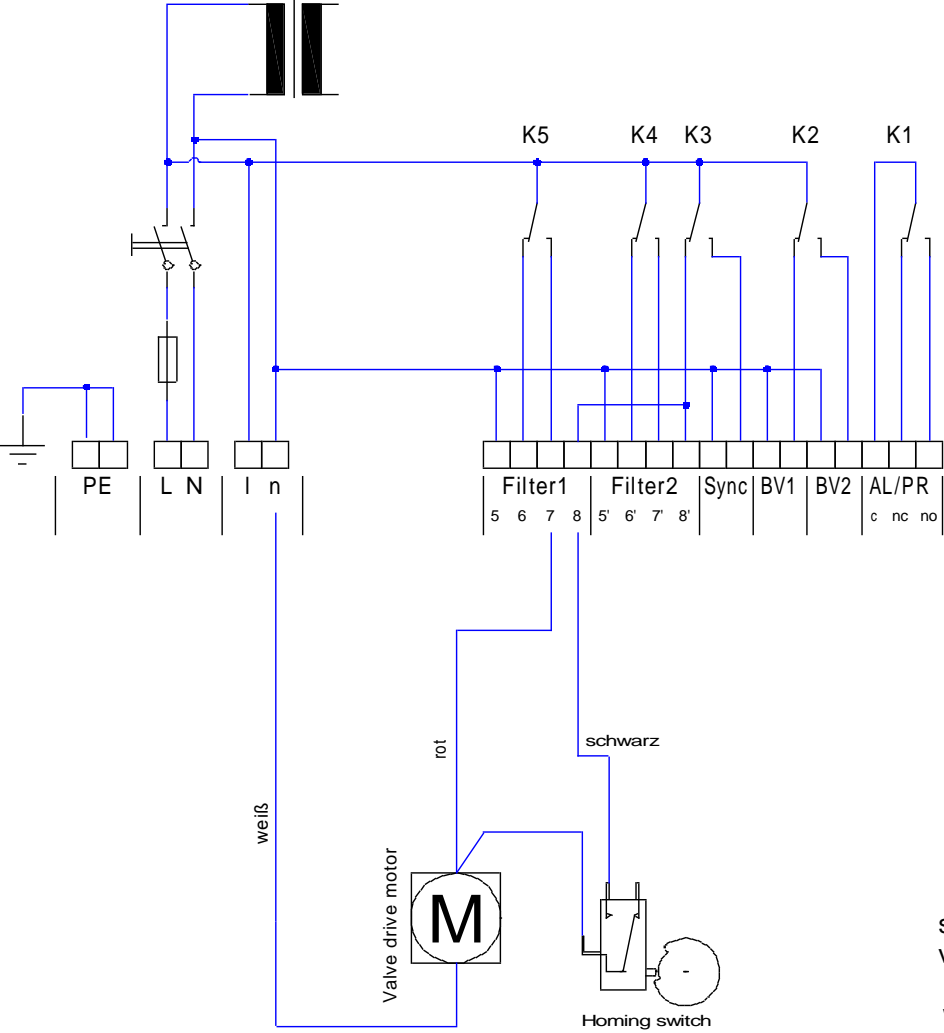 K5 K4 K3 K2 K1
PE L N l n Filter1 Filter2 Sync BV1 BV2 AL/PR
5 6 7 8 5' 6' 7' 8' c nc no
schwarz
rot
weiß
Valve drive motor
M
Homing switch